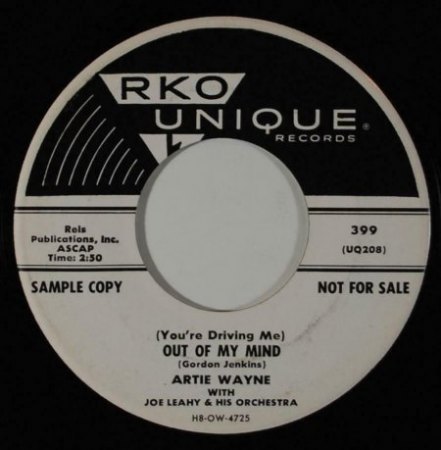 RKO
UNIQUE®
RECORDS
Reis
Publications, Inc.
ASCAP
Time: 2:50
399
(UQ208)
SAMPLE COPY
NOT FOR SALE
(You're Driving Me)
OUT OF MY MIND
(Gordon Jenkins)
ARTIE WAYNE
WITH
JOE LEAHY & HIS ORCHESTRA
H8-OW-4725